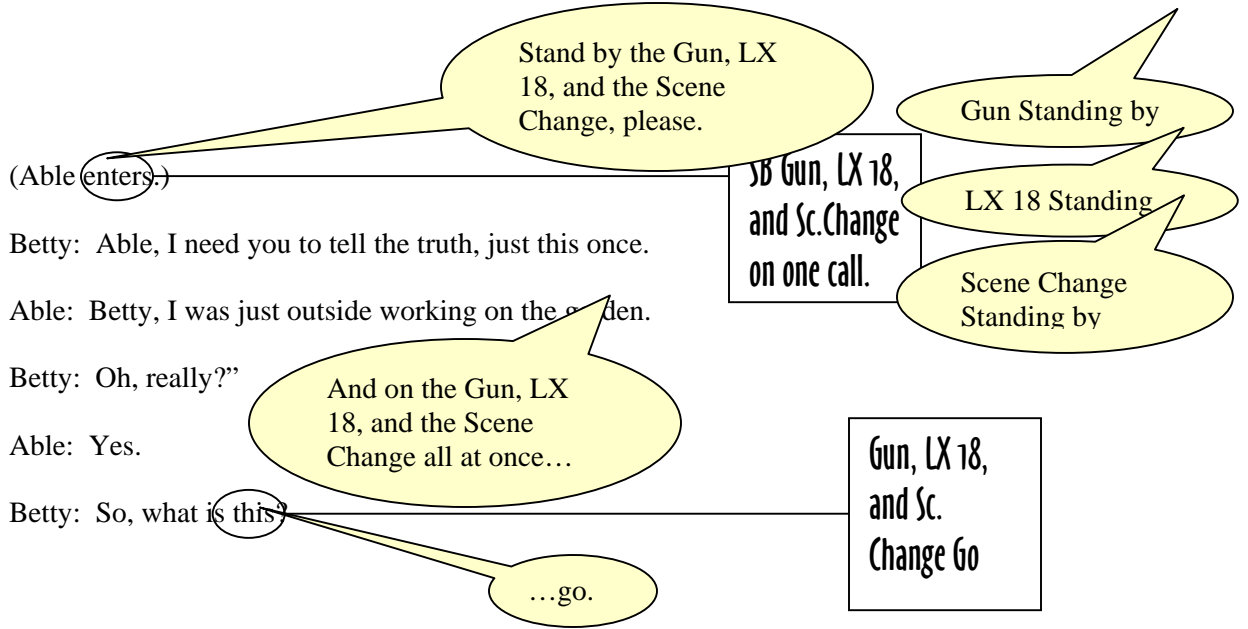 Stand by the Gun, LX
18, and the Scene
Change, please.
Gun Standing by
(Able enters.)
SB Gun, LX 18,
and Sc.Change
on one call.
LX 18 Standing
Betty:  Able, I need you to tell the truth, just this once.
Scene Change
Standing by
Able:  Betty, I was just outside working on the garden.
Betty:  Oh, really?”
And on the Gun, LX
18, and the Scene
Change all at once…
Able:  Yes.
Gun, LX 18,
and Sc.
Change Go
Betty:  So, what is this?
…go.